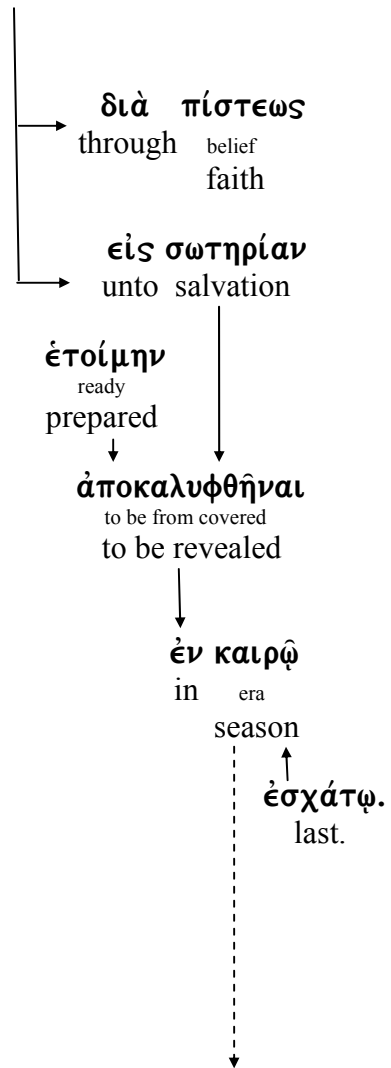 διὰ πίστεως
through belief
faith
εἰς σωτηρίαν
unto salvation
ἑτοίμην
ready
prepared
ἀποκαλυφθῆναι
to be from covered
to be revealed
ἐν καιρῷ
in era
season
ἐσχάτῳ.
last.